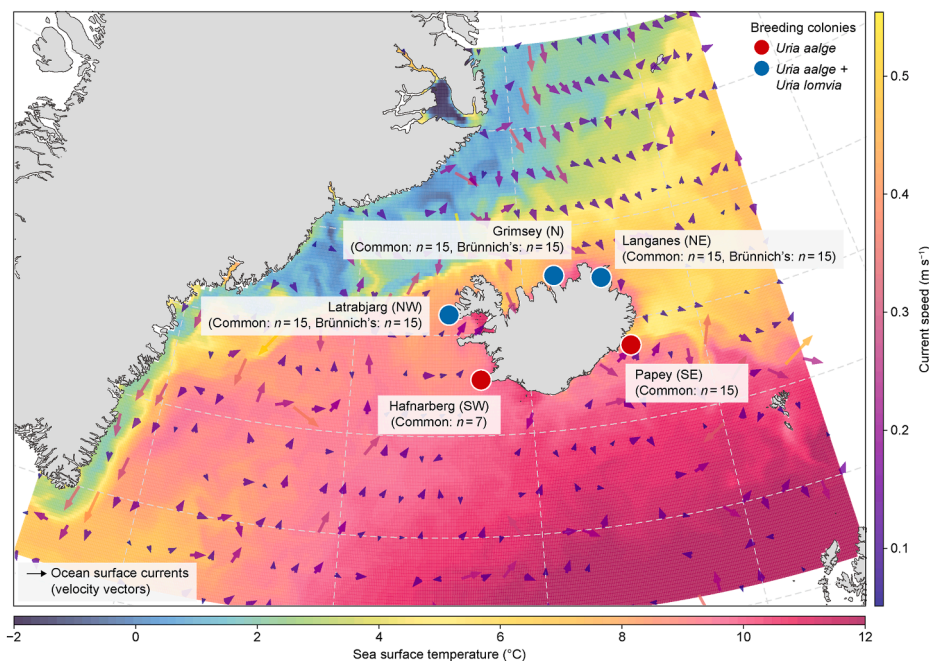 Breeding colonies
Uria aalge
Uria aalge +
Uria lomvia
Grimsey (N)
(Common: n = 15, Brünnich's: n = 15)
Langanes (NE)
(Common: n = 15, Brünnich's: n = 15)
Latrabjarg (NW)
(Common: n = 15, Brünnich's: n = 15)
Papey (SE)
(Common: n = 15)
Hafnarberg (SW)
(Common: n = 7)
Ocean surface currents
(velocity vectors)
0.5
0.4
0.3
0.2
0.1
Current speed (m s⁻¹)
−2 0 2 4 6 8 10 12
Sea surface temperature (°C)